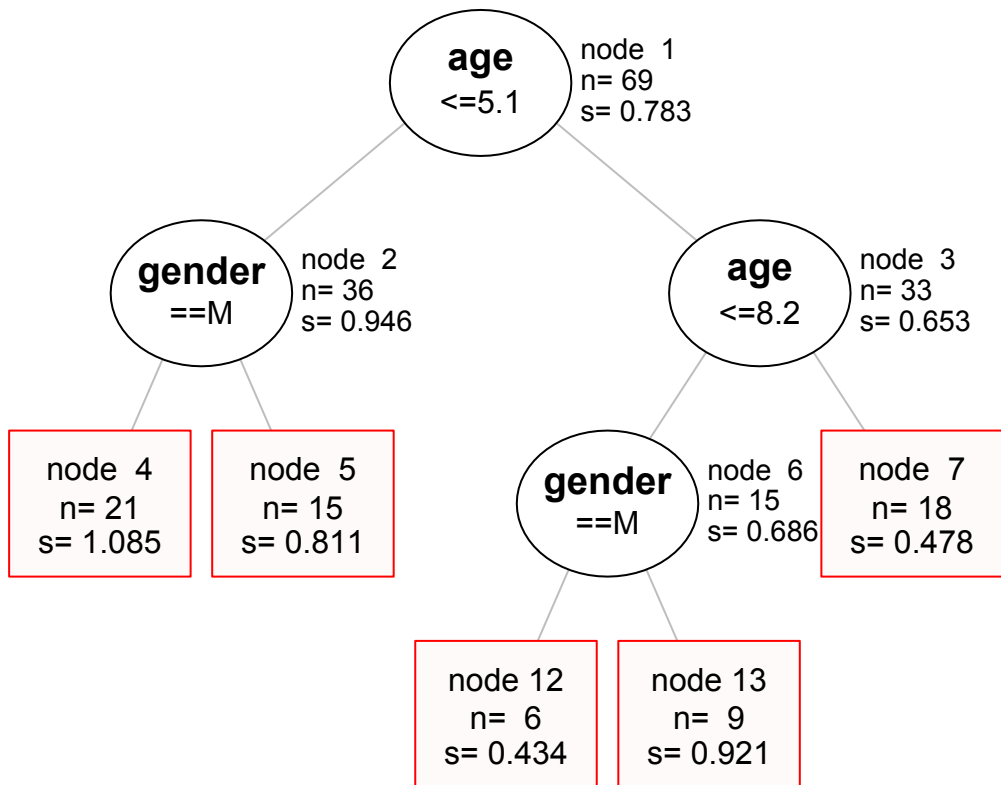 age
<=5.1
node 1
n= 69
s= 0.783
gender
==M
node 2
n= 36
s= 0.946
age
<=8.2
node 3
n= 33
s= 0.653
node 4
n= 21
s= 1.085
node 5
n= 15
s= 0.811
gender
==M
node 6
n= 15
s= 0.686
node 7
n= 18
s= 0.478
node 12
n= 6
s= 0.434
node 13
n= 9
s= 0.921